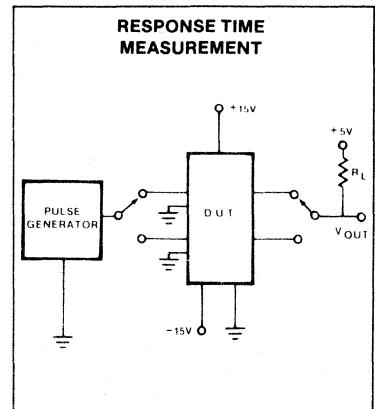 RESPONSE TIME
MEASUREMENT
+15V
+5V
RL
PULSE
GENERATOR
DUT
VOUT
-15V